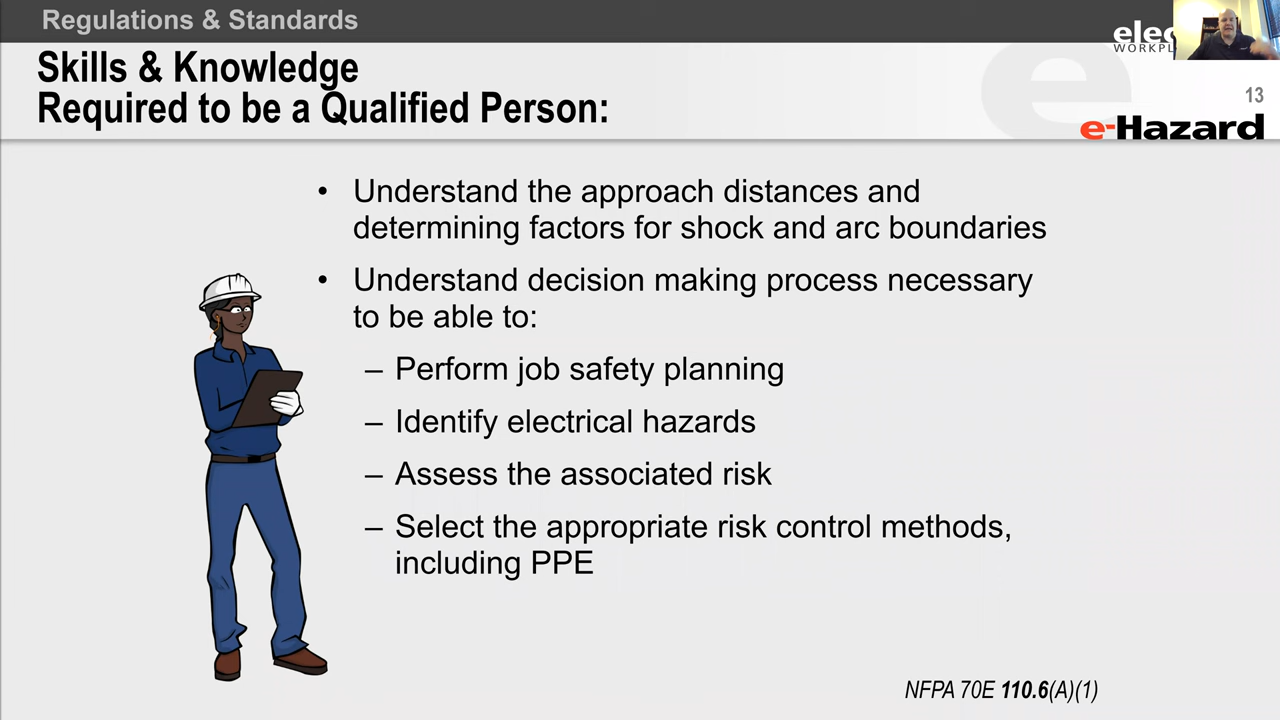 Regulations & Standards
Skills & Knowledge
Required to be a Qualified Person:
WORKPL
13
e-Hazard
• Understand the approach distances and
determining factors for shock and arc boundaries
• Understand decision making process necessary
to be able to:
– Perform job safety planning
– Identify electrical hazards
– Assess the associated risk
– Select the appropriate risk control methods,
including PPE
NFPA 70E 110.6(A)(1)